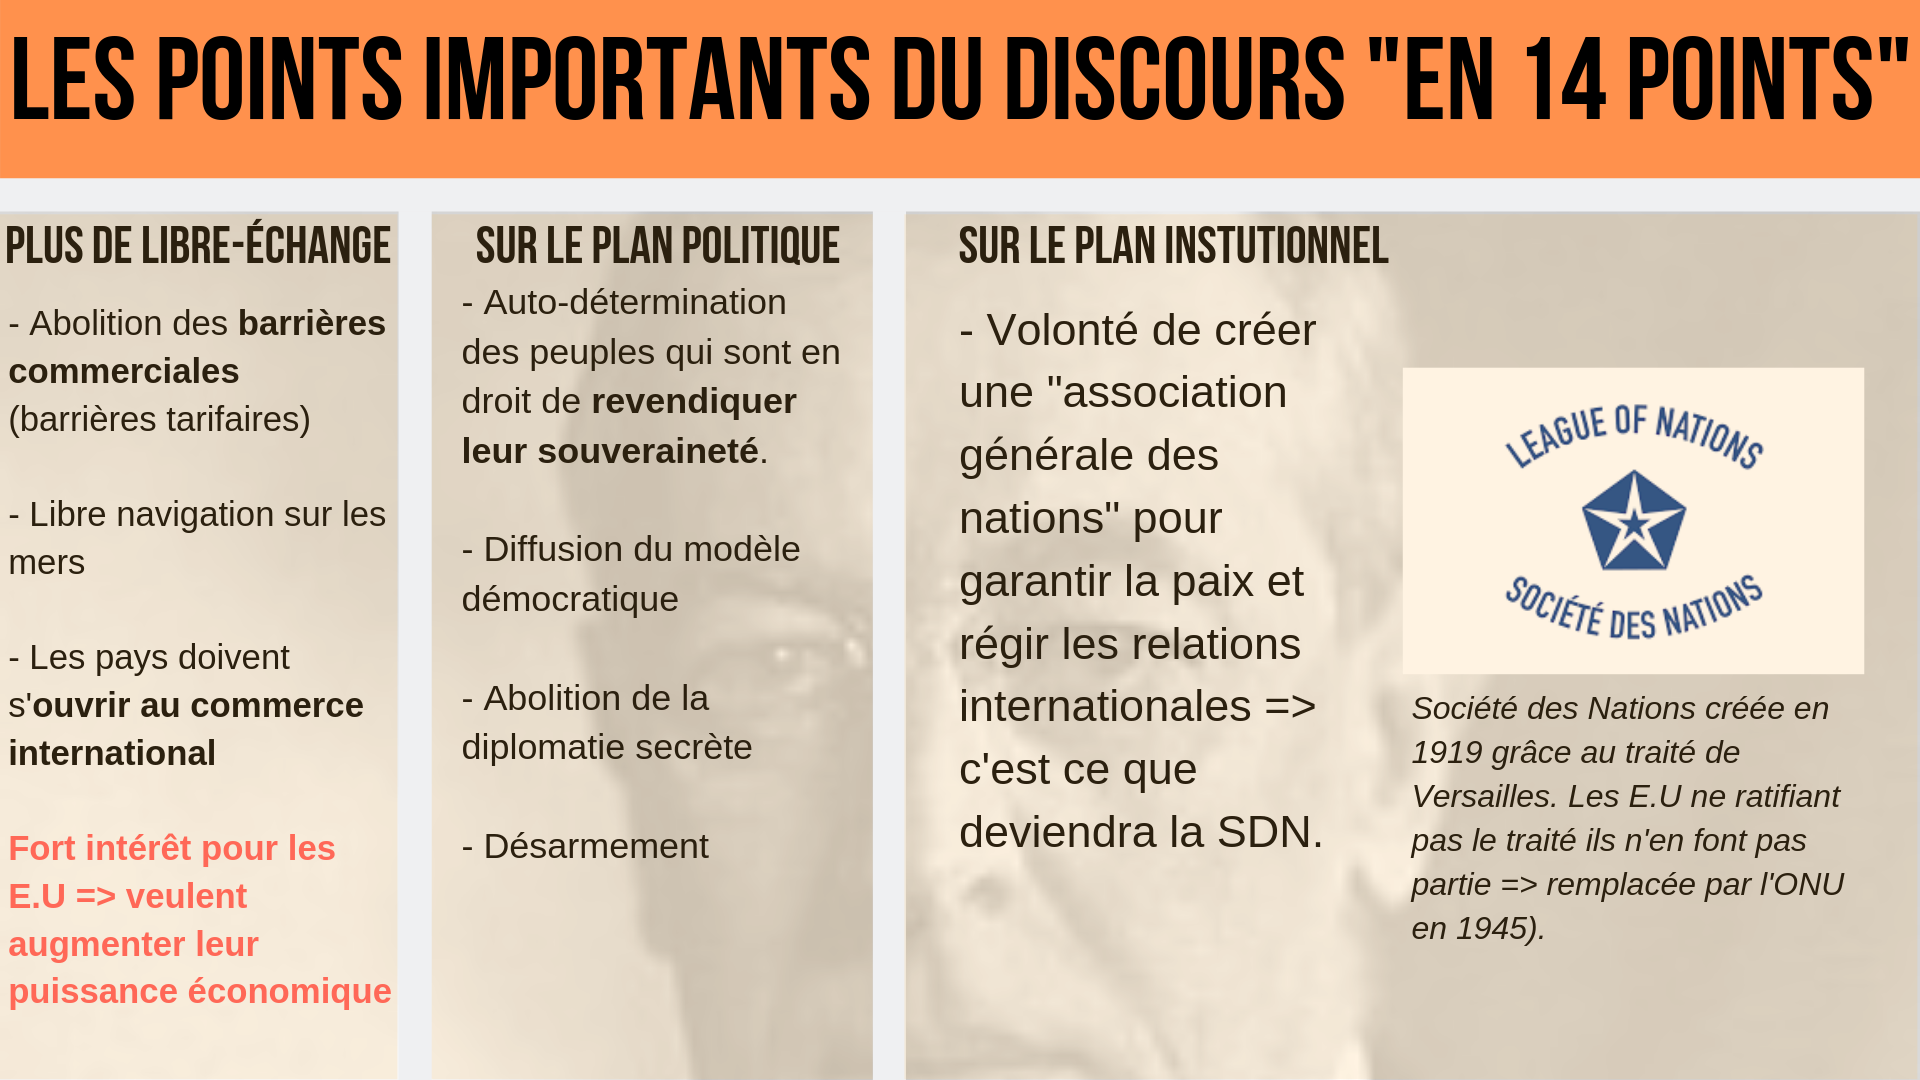 LES POINTS IMPORTANTS DU DISCOURS "EN 14 POINTS"
PLUS DE LIBRE-ÉCHANGE
- Abolition des barrières
commerciales
(barrières tarifaires)
- Libre navigation sur les
mers
- Les pays doivent
s'ouvrir au commerce
international
Fort intérêt pour les
E.U => veulent
augmenter leur
puissance économique
SUR LE PLAN POLITIQUE
- Auto-détermination
des peuples qui sont en
droit de revendiquer
leur souveraineté.
- Diffusion du modèle
démocratique
- Abolition de la
diplomatie secrète
- Désarmement
SUR LE PLAN INSTUTIONNEL
- Volonté de créer
une "association
générale des
nations" pour
garantir la paix et
régir les relations
internationales =>
c'est ce que
deviendra la SDN.
LEAGUE OF NATIONS
SOCIÉTÉ DES NATIONS
Société des Nations créée en
1919 grâce au traité de
Versailles. Les E.U ne ratifiant
pas le traité ils n'en font pas
partie => remplacée par l'ONU
en 1945).